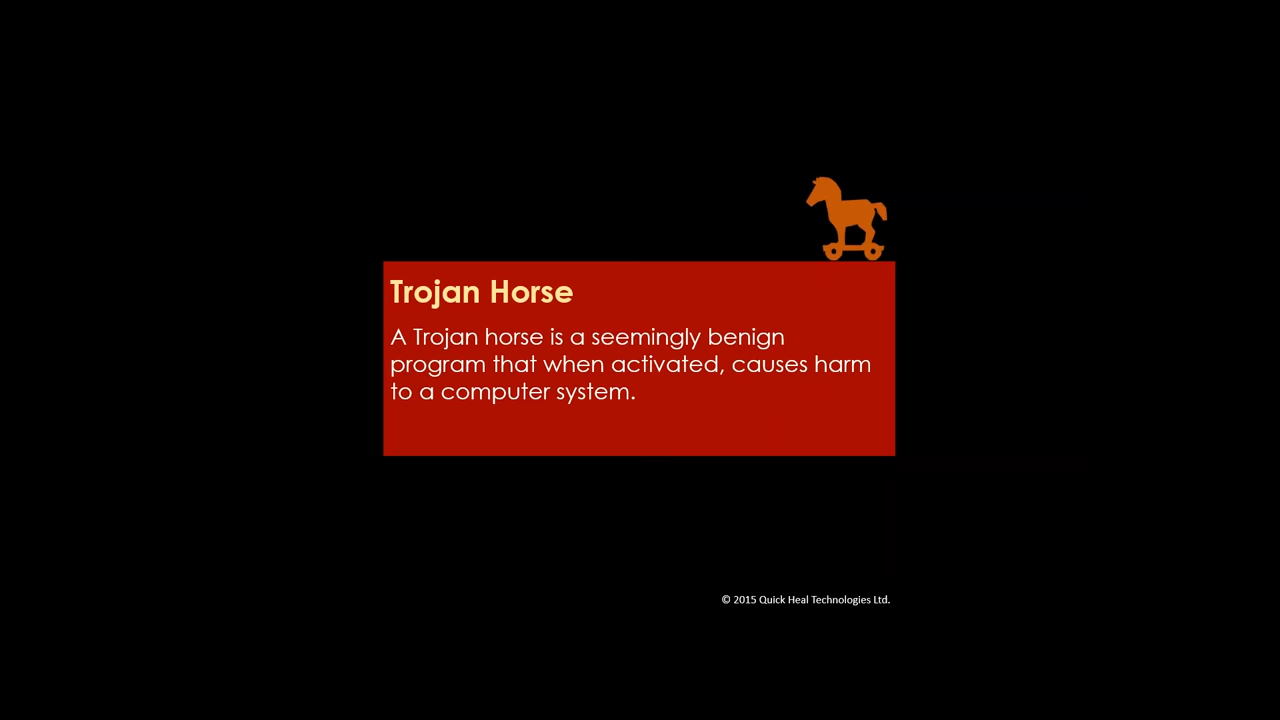 Trojan Horse
A Trojan horse is a seemingly benign
program that when activated, causes harm
to a computer system.
© 2015 Quick Heal Technologies Ltd.